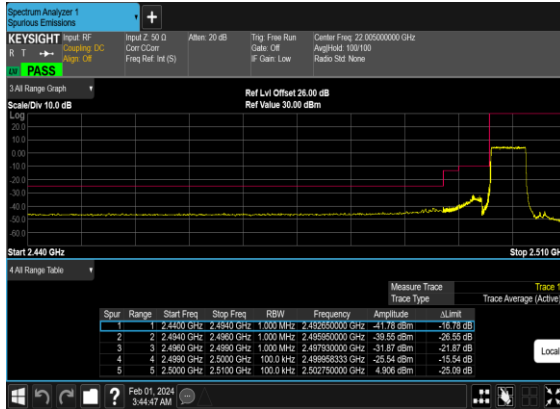 Spectrum Analyzer 1
Spurious Emissions
+
KEYSIGHT Input: RF Input Z: 50 Ω Atten: 20 dB Trig: Free Run Center Freq: 22.005000000 GHz
R T Coupling: DC Corr CCorr Gate: Off Avg|Hold: 100/100
Align: Off Freq Ref: Int (S) IF Gain: Low Radio Std: None
PASS
3 All Range Graph
Ref Lvl Offset 26.00 dB
Scale/Div 10.0 dB Ref Value 30.00 dBm
Log
20.0
10.0
0.00
-10.0
-20.0
-30.0
-40.0
-50.0
-60.0
Start 2.440 GHz Stop 2.510 GH
4 All Range Table
Measure Trace Trace 1
Trace Type Trace Average (Active)
Spur Range Start Freq Stop Freq RBW Frequency Amplitude ΔLimit
1 1 2.4400 GHz 2.4940 GHz 1.000 MHz 2.492650000 GHz -41.78 dBm -16.78 dB
2 2 2.4940 GHz 2.4960 GHz 1.000 MHz 2.495950000 GHz -39.55 dBm -26.55 dB
3 3 2.4960 GHz 2.4990 GHz 1.000 MHz 2.497930000 GHz -31.87 dBm -21.87 dB
4 4 2.4990 GHz 2.5000 GHz 100.0 kHz 2.499958333 GHz -25.54 dBm -15.54 dB
5 5 2.5000 GHz 2.5100 GHz 100.0 kHz 2.502750000 GHz 4.906 dBm -25.09 dB
Local
? Feb 01, 2024
3:44:47 AM